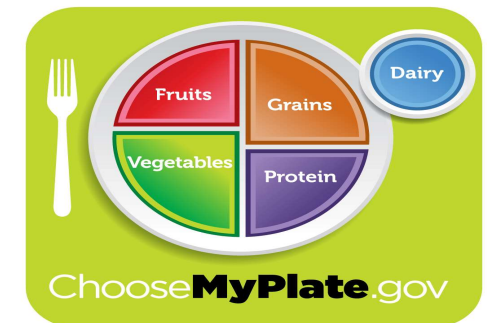 Fruits
Grains
Dairy
Vegetables
Protein
ChooseMyPlate.gov